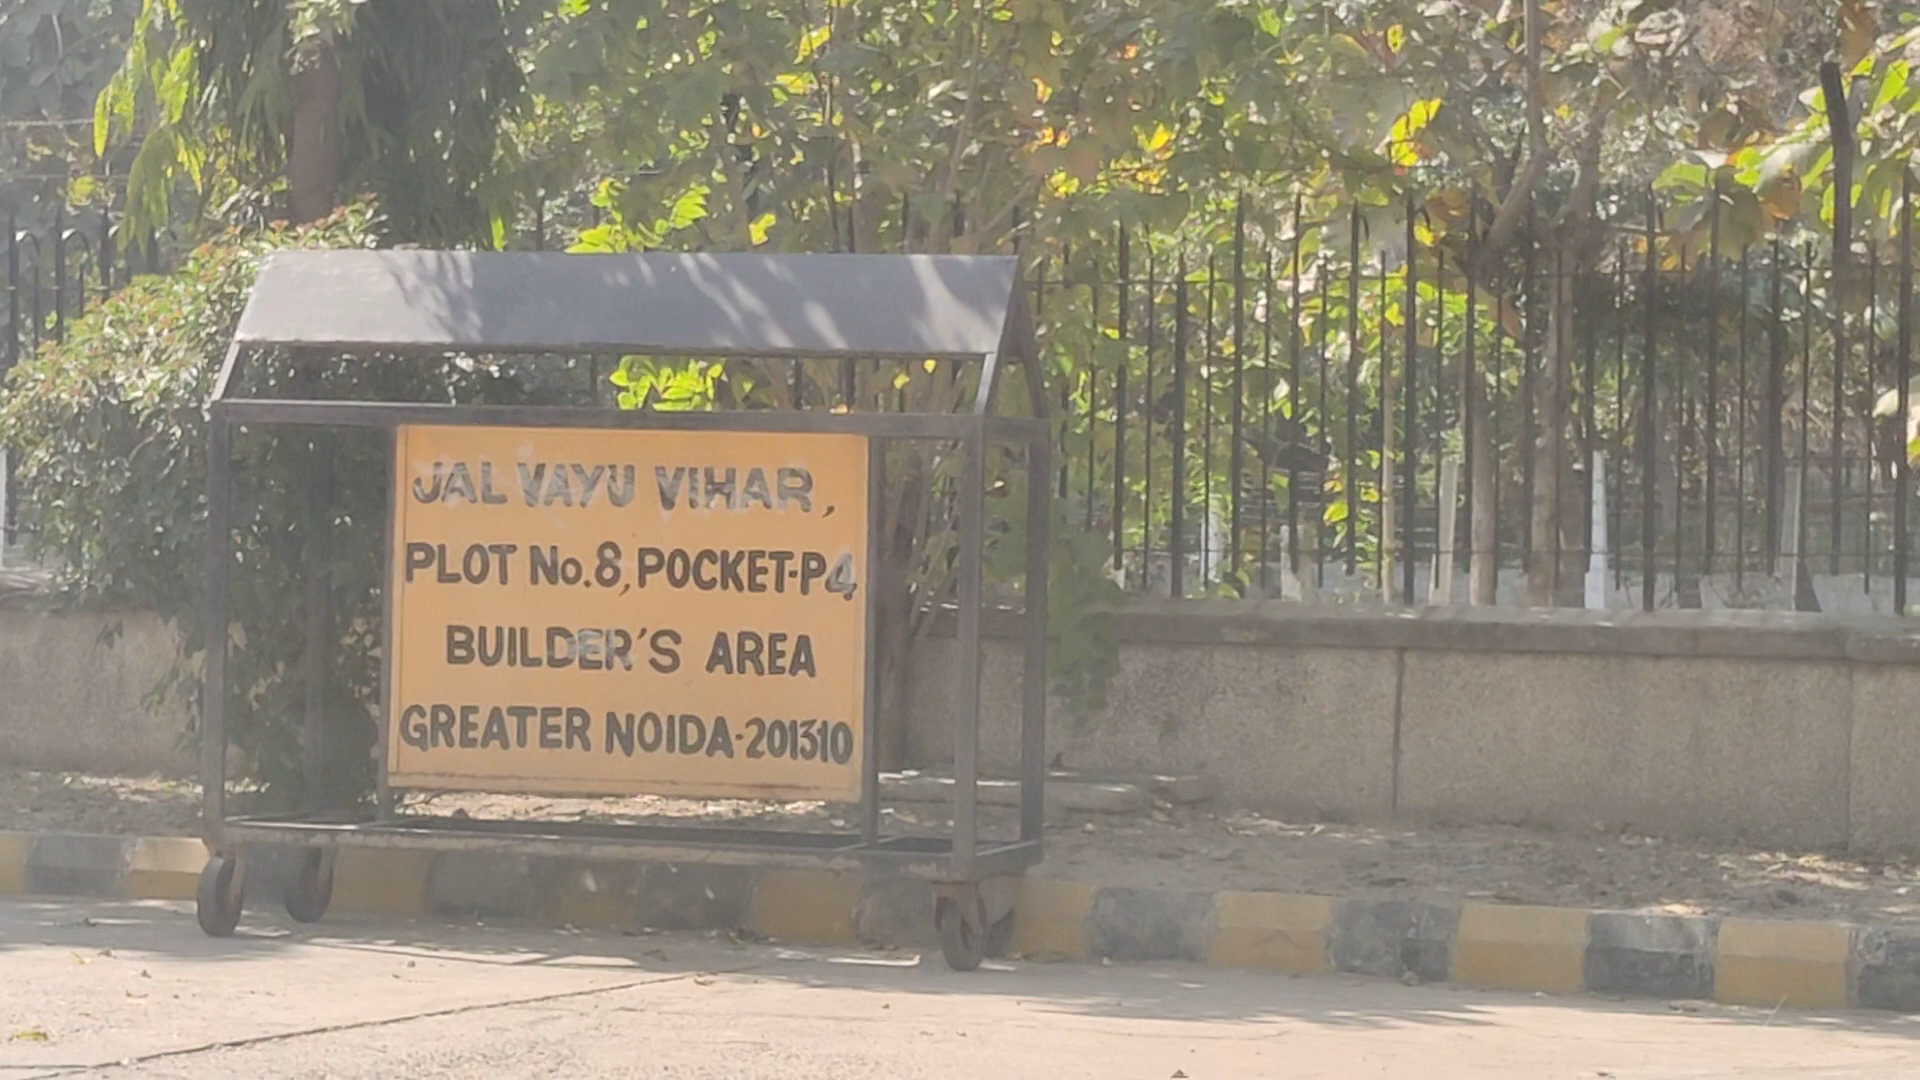 JAL VAYU VIHAR,
PLOT No.8, POCKET-P4
BUILDER'S AREA
GREATER NOIDA-201310